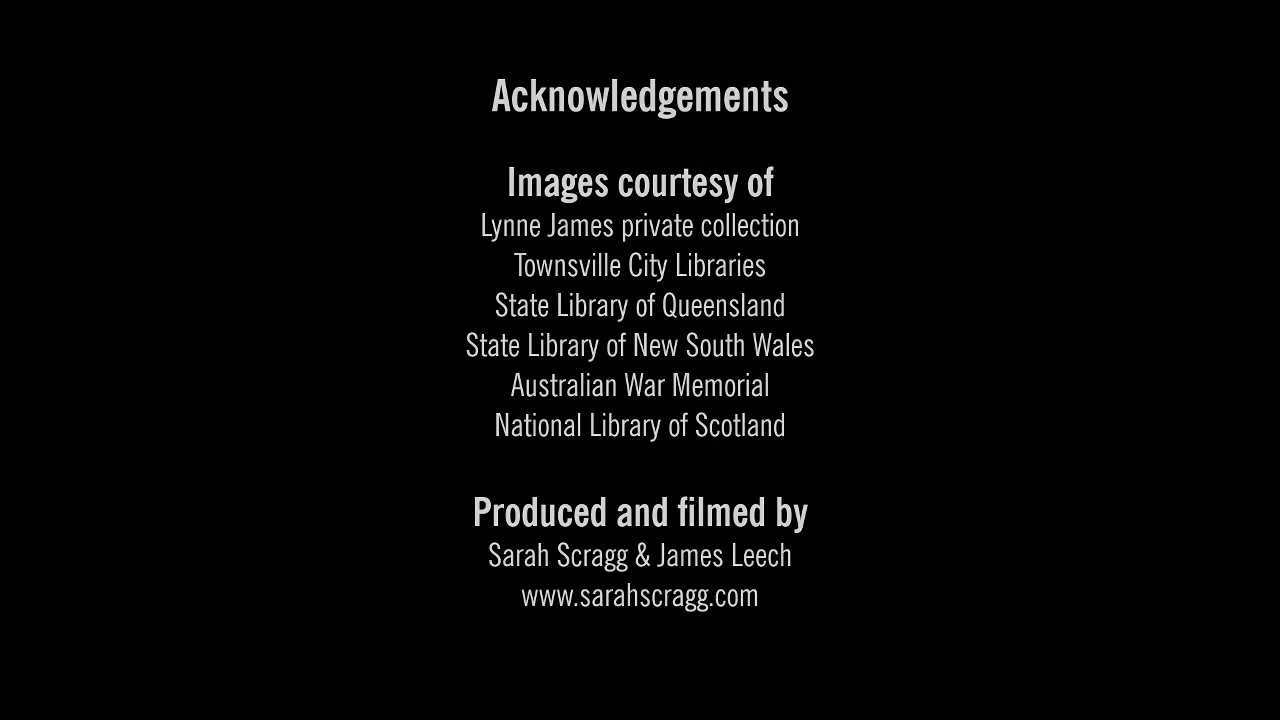 Acknowledgements
Images courtesy of
Lynne James private collection
Townsville City Libraries
State Library of Queensland
State Library of New South Wales
Australian War Memorial
National Library of Scotland
Produced and filmed by
Sarah Scragg & James Leech
www.sarahscragg.com